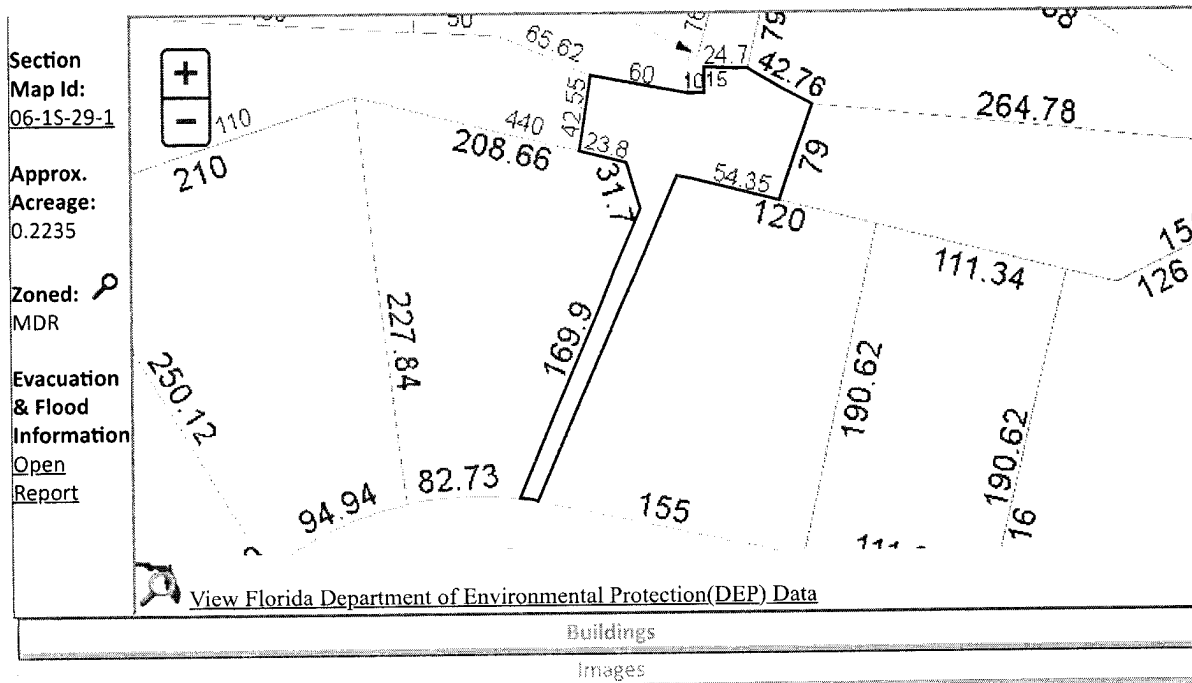 Section
Map Id:
06-1S-29-1
Approx.
Acreage:
0.2235
Zoned:
MDR
Evacuation
& Flood
Information
Open
Report
+
−
50
65.62
76
79
24.7
42.76
60
1015
42.55
264.78
110
440
23.8
210
208.66
31.7
54.35
79
120
15
111.34
126
227.84
169.9
190.62
250.12
190.62
82.73
94.94
155
16
View Florida Department of Environmental Protection(DEP) Data
Buildings
Images